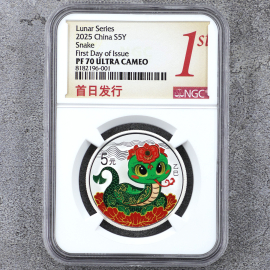 Lunar Series
2025 China S5Y
Snake
First Day of Issue
PF 70 ULTRA CAMEO
8182196-001
首日发行
1st
NGC
5元